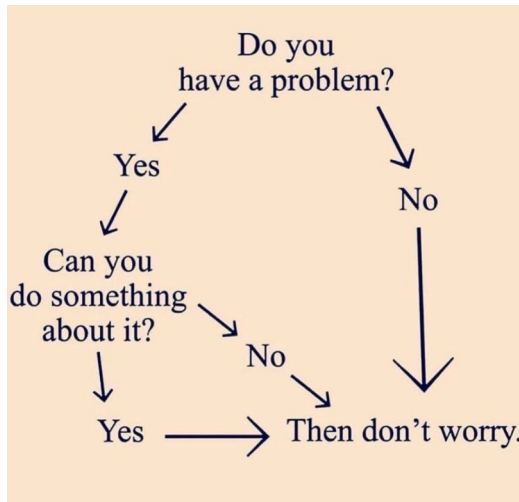 Do you
have a problem?
Yes
No
Can you
do something
about it?
No
Yes
Then don’t worry.